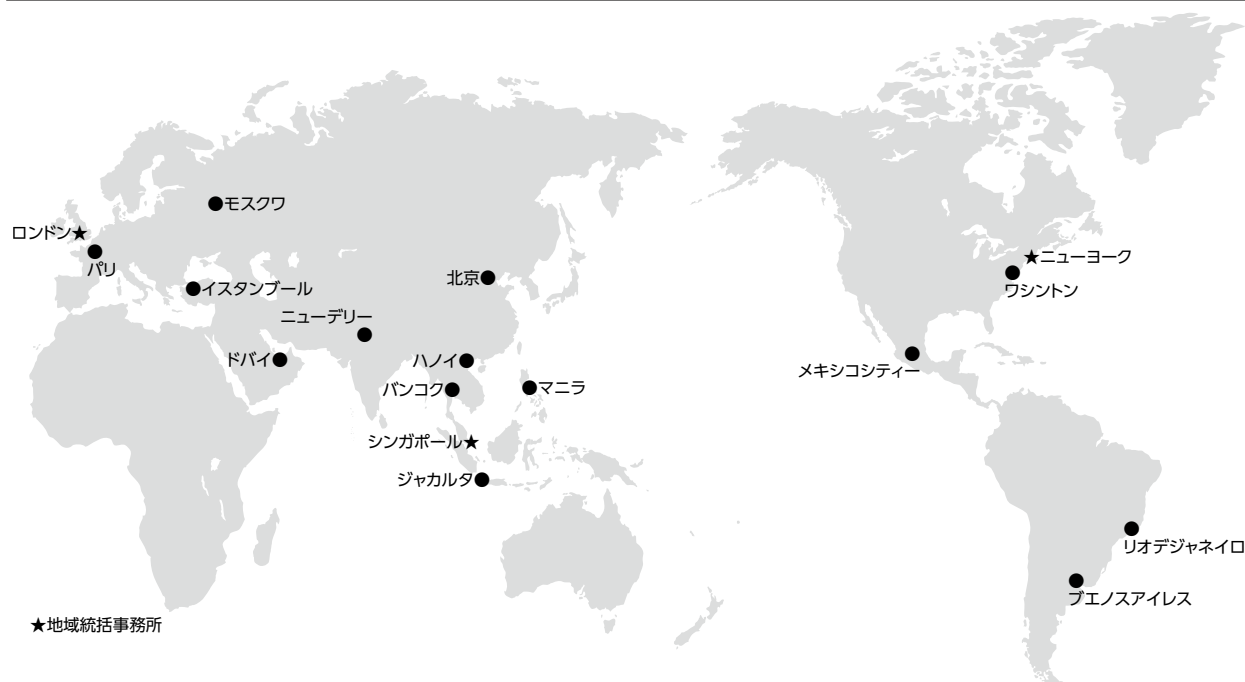 モスクワ
ロンドン★
パリ
イスタンブール
北京
ニューデリー
ドバイ
ハノイ
バンコク
マニラ
シンガポール★
ジャカルタ
★ニューヨーク
ワシントン
メキシコシティー
リオデジャネイロ
ブエノスアイレス
★地域統括事務所